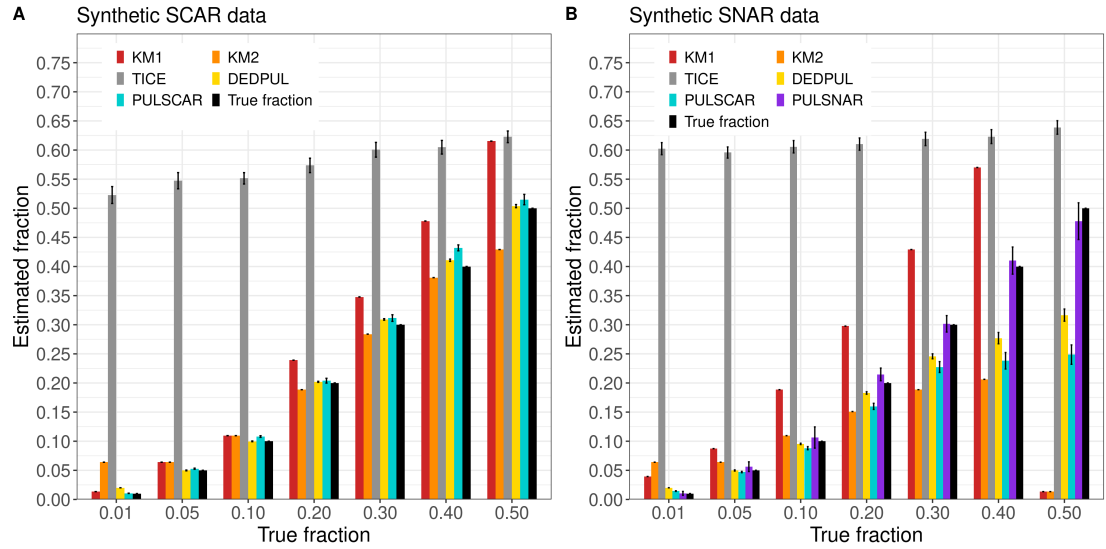 A
Synthetic SCAR data
KM1
KM2
TICE
DEDPUL
PULSCAR
True fraction
Estimated fraction
0.75
0.70
0.65
0.60
0.55
0.50
0.45
0.40
0.35
0.30
0.25
0.20
0.15
0.10
0.05
0.00
0.01 0.05 0.10 0.20 0.30 0.40 0.50
True fraction
B
Synthetic SNAR data
KM1
KM2
TICE
DEDPUL
PULSCAR
PULSNAR
True fraction
Estimated fraction
0.75
0.70
0.65
0.60
0.55
0.50
0.45
0.40
0.35
0.30
0.25
0.20
0.15
0.10
0.05
0.00
0.01 0.05 0.10 0.20 0.30 0.40 0.50
True fraction